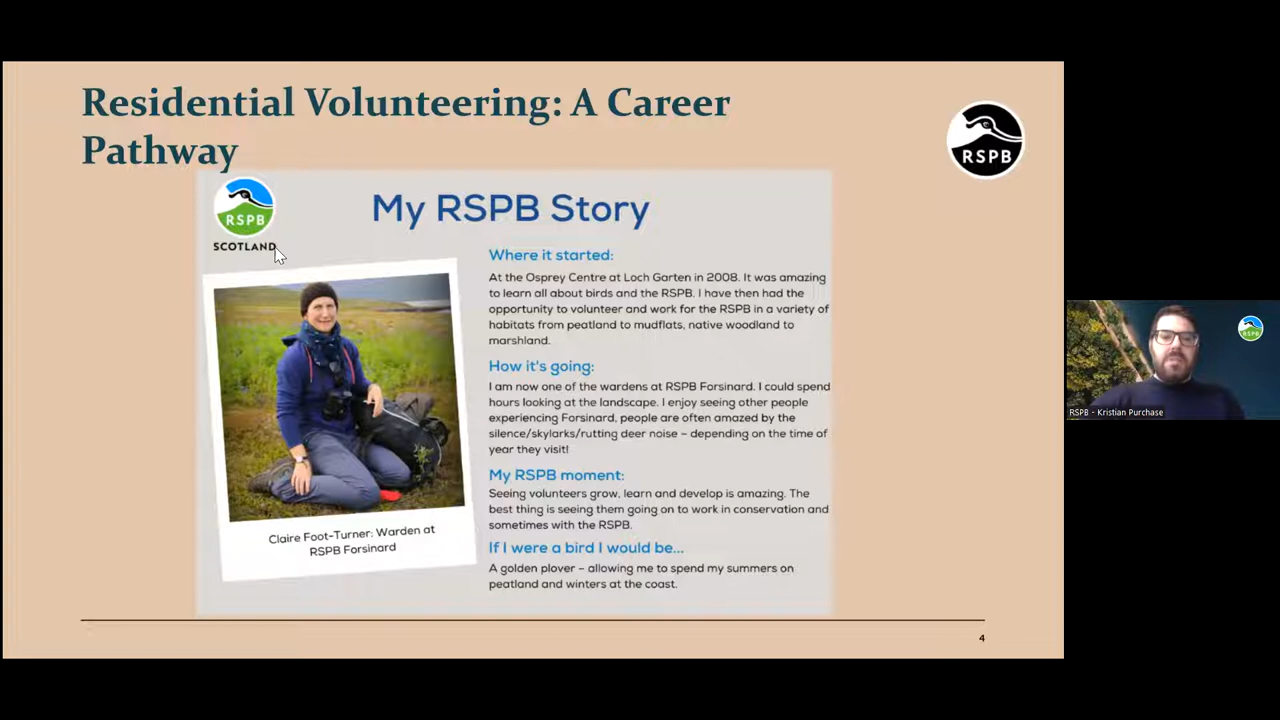 Residential Volunteering: A Career
Pathway
RSPB
RSPB
SCOTLAND
My RSPB Story
Where it started:
At the Osprey Centre at Loch Garten in 2008. It was amazing
to learn all about birds and the RSPB. I have then had the
opportunity to volunteer and work for the RSPB in a variety of
habitats from peatland to mudflats, native woodland to
marshland.
How it's going:
I am now one of the wardens at RSPB Forsinard. I could spend
hours looking at the landscape. I enjoy seeing other people
experiencing Forsinard, people are often amazed by the
silence/skylarks/rutting deer noise – depending on the time of
year they visit!
My RSPB moment:
Seeing volunteers grow, learn and develop is amazing. The
best thing is seeing them going on to work in conservation and
sometimes with the RSPB.
If I were a bird I would be...
A golden plover – allowing me to spend my summers on
peatland and winters at the coast.
Claire Foot-Turner: Warden at
RSPB Forsinard
4
RSPB
RSPB - Kristian Purchase